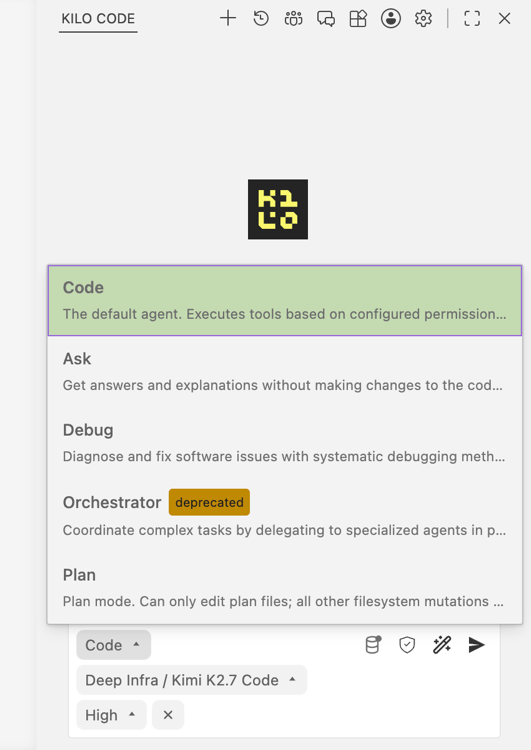 KILO CODE
K1
LO
Code
The default agent. Executes tools based on configured permission...
Ask
Get answers and explanations without making changes to the cod...
Debug
Diagnose and fix software issues with systematic debugging meth...
Orchestrator deprecated
Coordinate complex tasks by delegating to specialized agents in p...
Plan
Plan mode. Can only edit plan files; all other filesystem mutations ...
Code
Deep Infra / Kimi K2.7 Code
High